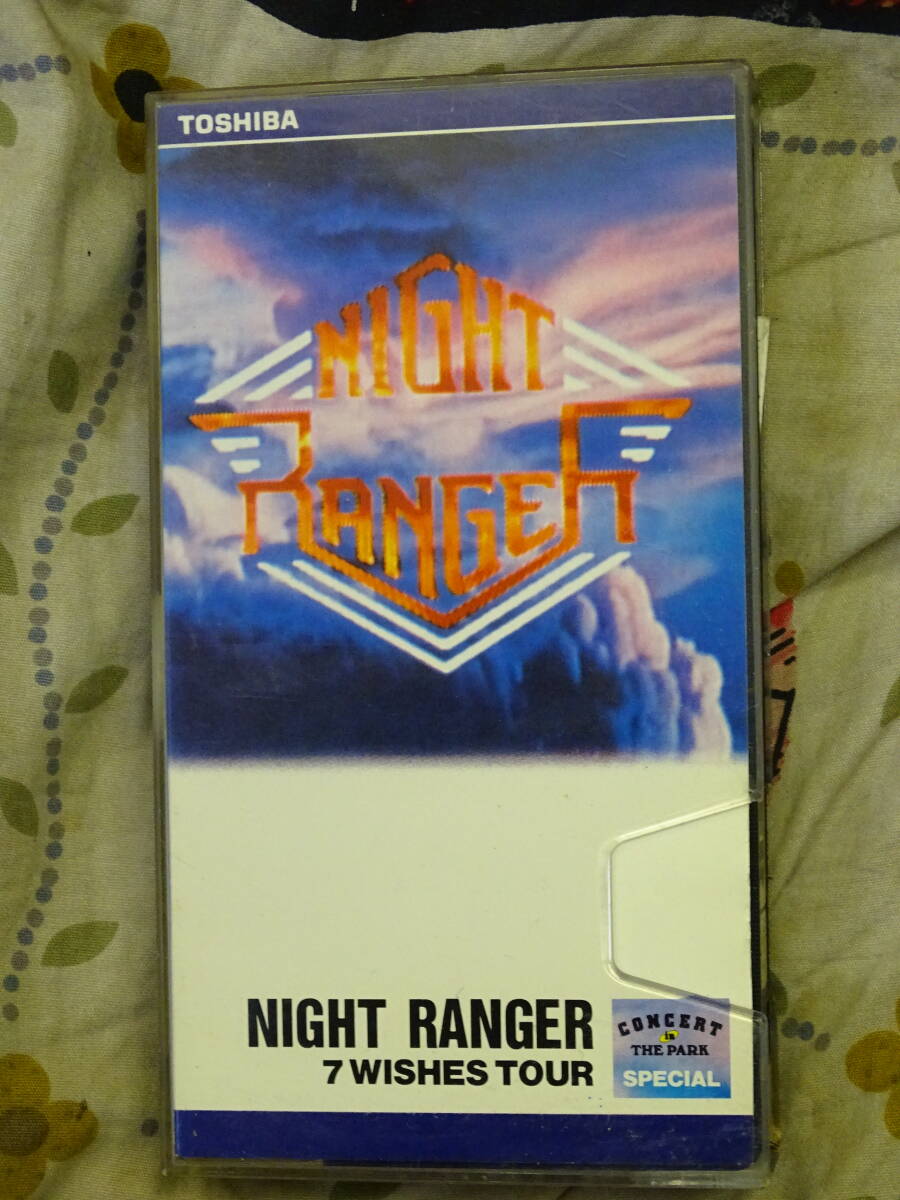 TOSHIBA
NIGHT
RANGER
NIGHT RANGER
7 WISHES TOUR
CONCERT
in
THE PARK
SPECIAL